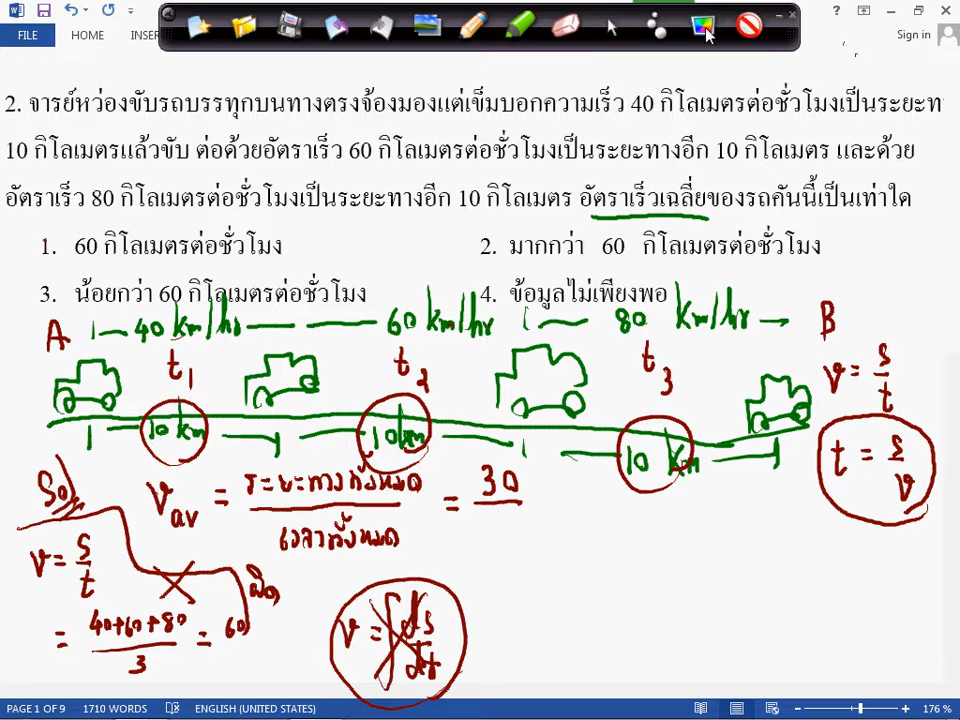 FILE HOME INSER
? Sign in
2. จารย์หว่องขับรถบรรทุกบนทางตรงจ้องมองแต่เข็มบอกความเร็ว 40 กิโลเมตรต่อชั่วโมงเป็นระยะท
10 กิโลเมตรแล้วขับ ต่อด้วยอัตราเร็ว 60 กิโลเมตรต่อชั่วโมงเป็นระยะทางอีก 10 กิโลเมตร และด้วย
อัตราเร็ว 80 กิโลเมตรต่อชั่วโมงเป็นระยะทางอีก 10 กิโลเมตร อัตราเร็วเฉลี่ยของรถคันนี้เป็นเท่าใด
1. 60 กิโลเมตรต่อชั่วโมง 2. มากกว่า 60 กิโลเมตรต่อชั่วโมง
3. น้อยกว่า 60 กิโลเมตรต่อชั่วโมง 4. ข้อมูลไม่เพียงพอ
A 40 km/hr 60 km/hr 80 km/hr B
t1 t2 t3 v = s/t
10 km 10 km 10 km t = s/v
Sol Vav = ระยะทางทั้งหมด / เวลาทั้งหมด = 30
v = s/t
ผิด
= 40+60+80 / 3 = 60
v = ∫ ds/dt
PAGE 1 OF 9 1710 WORDS ENGLISH (UNITED STATES) 176 %